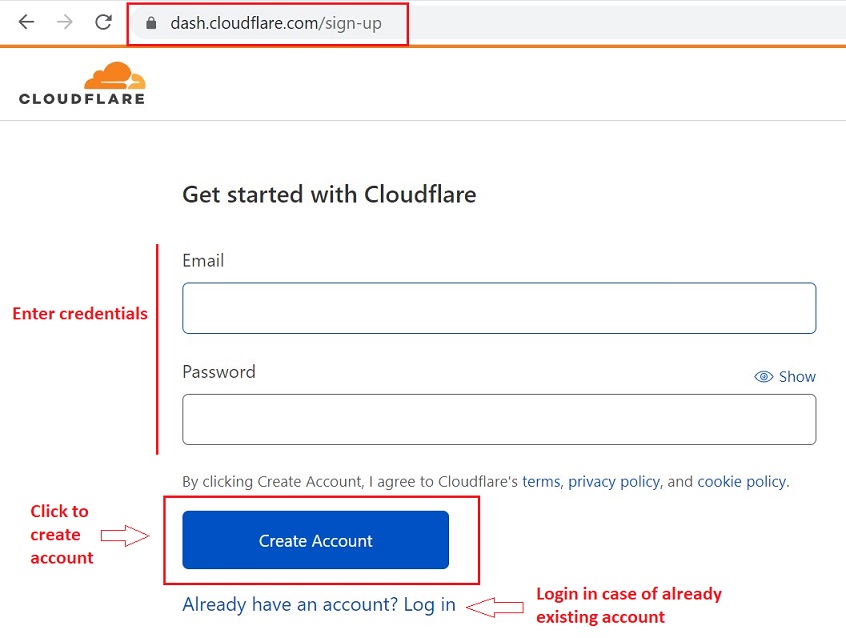 dash.cloudflare.com/sign-up
CLOUDFLARE
Get started with Cloudflare
Email
Enter credentials
Password
Show
By clicking Create Account, I agree to Cloudflare's terms, privacy policy, and cookie policy.
Click to
create
account
Create Account
Already have an account? Log in
Login in case of already
existing account